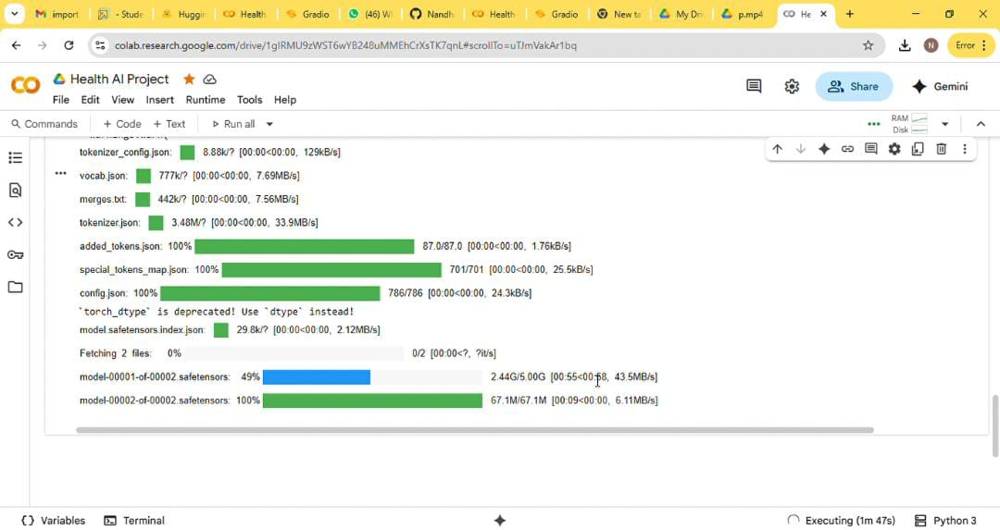 import
- Stude
Huggir
Health
Gradio
(46) W
Nandh
Health
Gradio
New ta
My Dri
p.mp4
He
colab.research.google.com/drive/1gIRMU9zWST6wYB248uMMEhCrXsTK7qnL#scrollTo=uTJmVakAr1bq
N
Error
Health AI Project
File Edit View Insert Runtime Tools Help
Share
Gemini
Commands + Code + Text Run all
RAM
Disk
tokenizer_config.json: 8.88k/? [00:00<00:00, 129kB/s]
vocab.json: 777k/? [00:00<00:00, 7.69MB/s]
merges.txt: 442k/? [00:00<00:00, 7.56MB/s]
tokenizer.json: 3.48M/? [00:00<00:00, 33.9MB/s]
added_tokens.json: 100% 87.0/87.0 [00:00<00:00, 1.76kB/s]
special_tokens_map.json: 100% 701/701 [00:00<00:00, 25.5kB/s]
config.json: 100% 786/786 [00:00<00:00, 24.3kB/s]
`torch_dtype` is deprecated! Use `dtype` instead!
model.safetensors.index.json: 29.8k/? [00:00<00:00, 2.12MB/s]
Fetching 2 files: 0% 0/2 [00:00<?, ?it/s]
model-00001-of-00002.safetensors: 49% 2.44G/5.00G [00:55<00:58, 43.5MB/s]
model-00002-of-00002.safetensors: 100% 67.1M/67.1M [00:09<00:00, 6.11MB/s]
{} Variables Terminal
Executing (1m 47s) Python 3